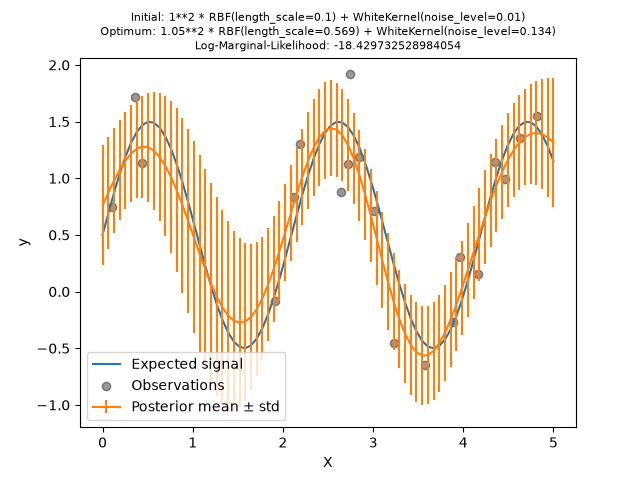 Initial: 1**2 * RBF(length_scale=0.1) + WhiteKernel(noise_level=0.01)
Optimum: 1.05**2 * RBF(length_scale=0.569) + WhiteKernel(noise_level=0.134)
Log-Marginal-Likelihood: -18.429732528984054
2.0
1.5
1.0
0.5
0.0
−0.5
−1.0
y
Expected signal
Observations
Posterior mean ± std
0 1 2 3 4 5
X